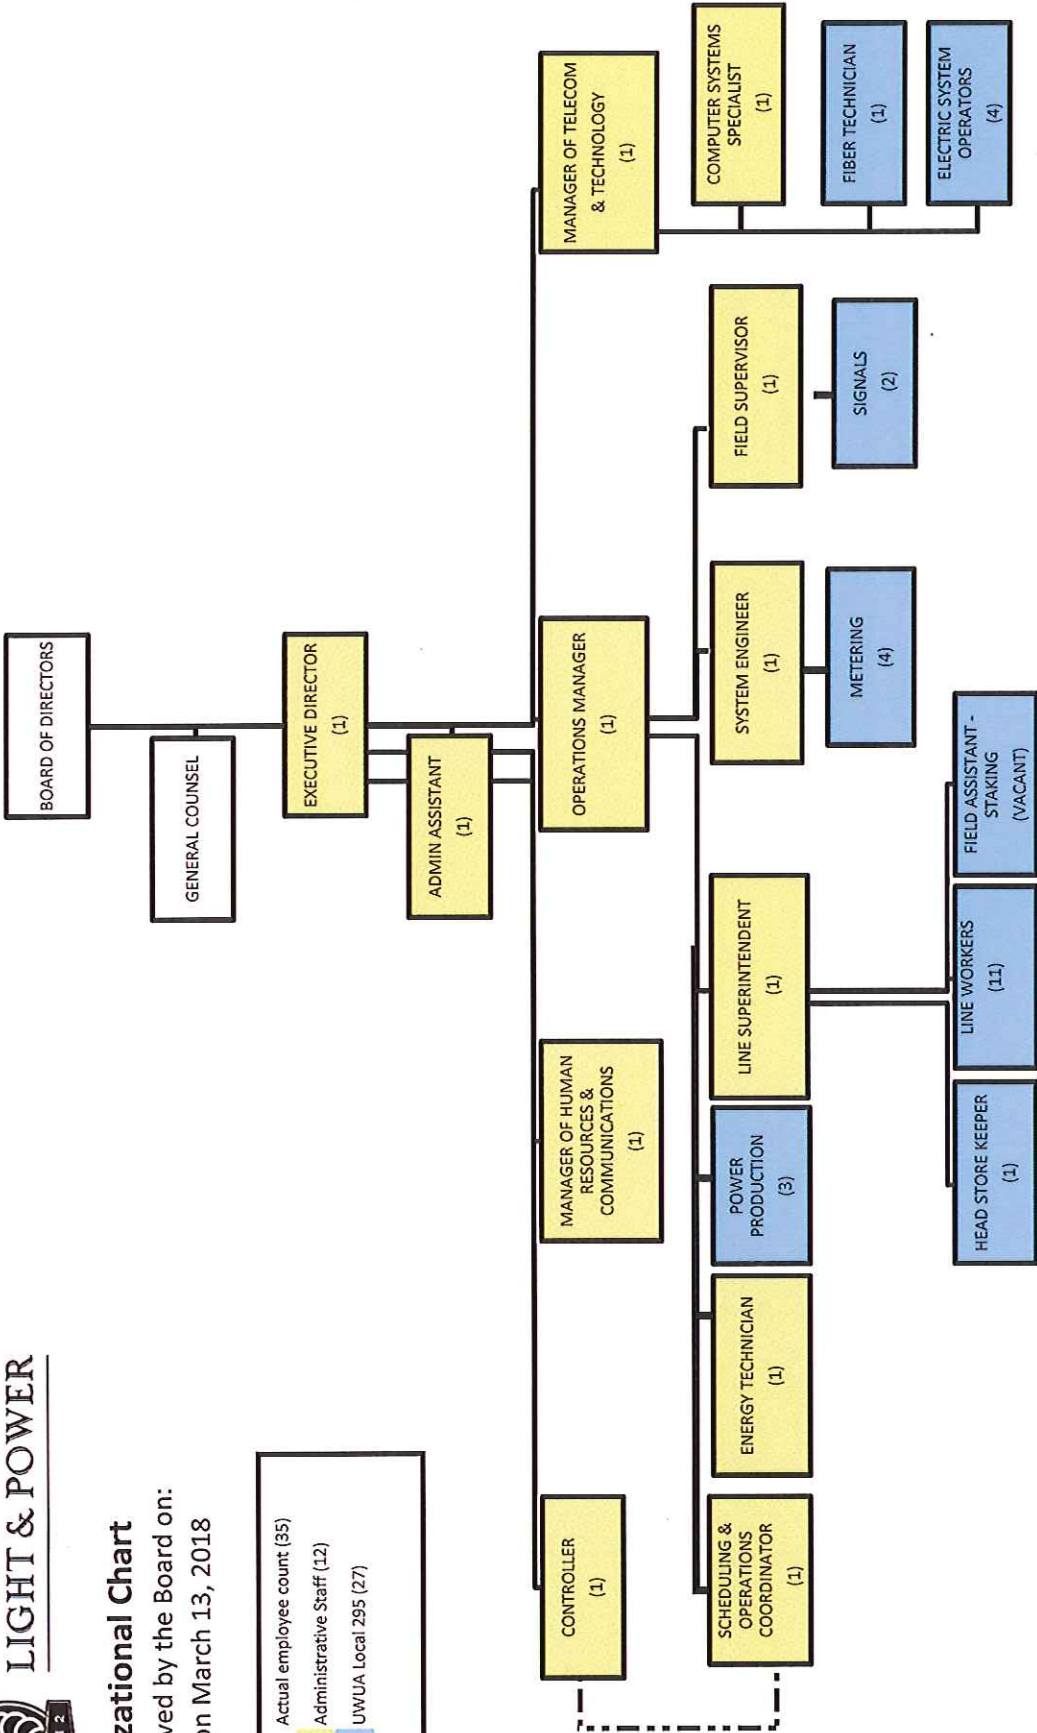 LIGHT & POWER
zational Chart
ved by the Board on:
on March 13, 2018
Actual employee count (35)
Administrative Staff (12)
UWUA Local 295 (27)
BOARD OF DIRECTORS
GENERAL COUNSEL
EXECUTIVE DIRECTOR
(1)
ADMIN ASSISTANT
(1)
CONTROLLER
(1)
MANAGER OF HUMAN
RESOURCES &
COMMUNICATIONS
(1)
OPERATIONS MANAGER
(1)
MANAGER OF TELECOM
& TECHNOLOGY
(1)
SCHEDULING &
OPERATIONS
COORDINATOR
(1)
ENERGY TECHNICIAN
(1)
POWER
PRODUCTION
(3)
LINE SUPERINTENDENT
(1)
SYSTEM ENGINEER
(1)
FIELD SUPERVISOR
(1)
COMPUTER SYSTEMS
SPECIALIST
(1)
METERING
(4)
SIGNALS
(2)
FIBER TECHNICIAN
(1)
HEAD STORE KEEPER
(1)
LINE WORKERS
(11)
FIELD ASSISTANT -
STAKING
(VACANT)
ELECTRIC SYSTEM
OPERATORS
(4)